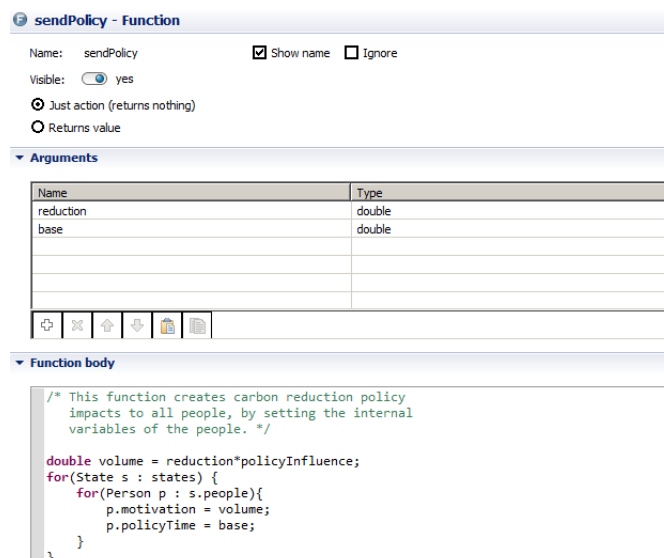 sendPolicy - Function
Name: sendPolicy Show name Ignore
Visible: yes
Just action (returns nothing)
Returns value
Arguments
Name Type
reduction double
base double
Function body
/* This function creates carbon reduction policy
impacts to all people, by setting the internal
variables of the people. */
double volume = reduction*policyInfluence;
for(State s : states) {
for(Person p : s.people){
p.motivation = volume;
p.policyTime = base;
}
}